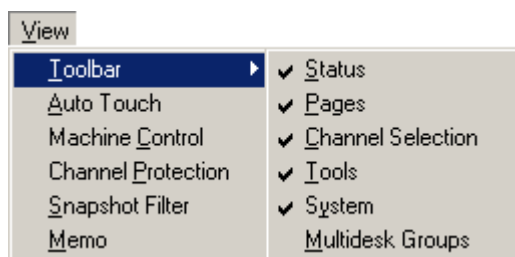 View
Toolbar
Auto Touch
Machine Control
Channel Protection
Snapshot Filter
Memo
Status
Pages
Channel Selection
Tools
System
Multidesk Groups